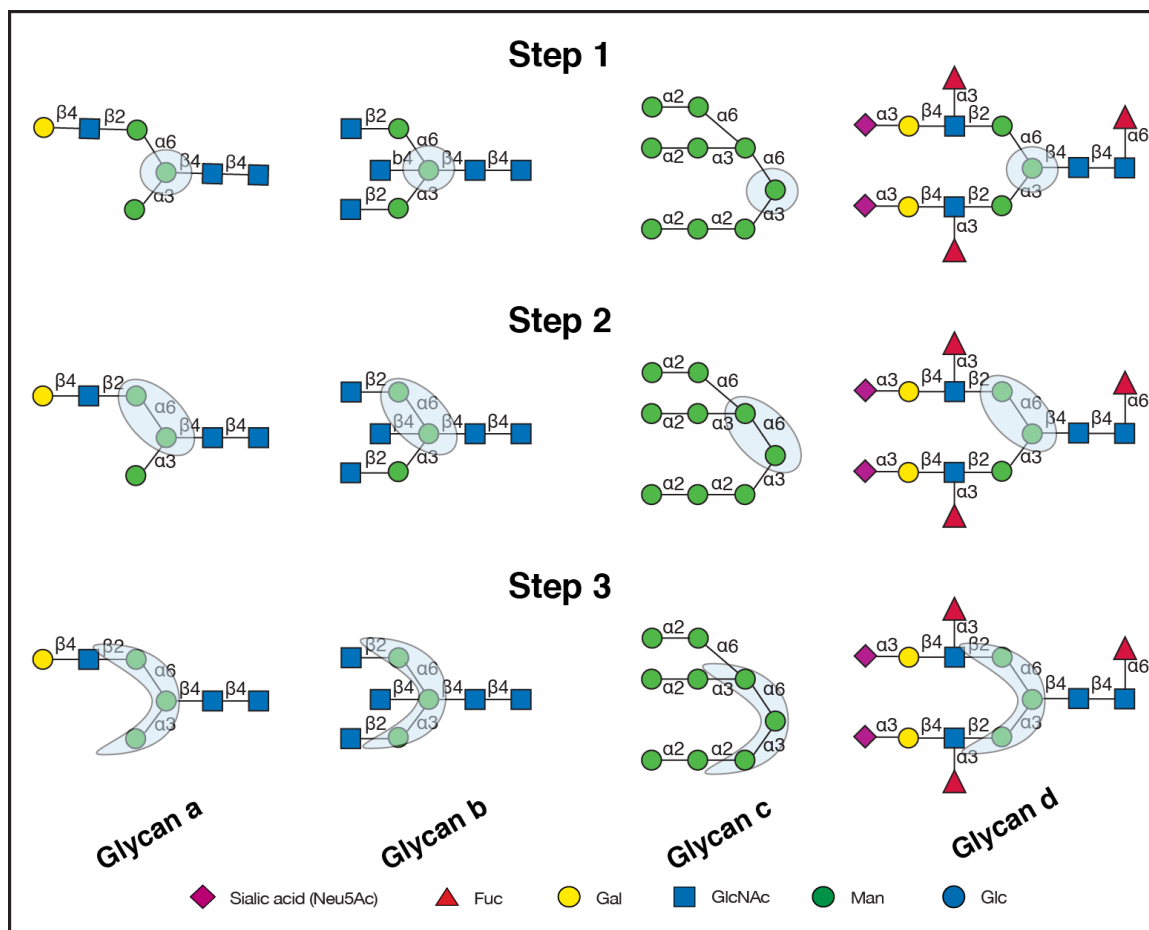 Step 1
β4 β2 α6 β4 β4 α3
β2 α6 b4 β4 β4 β2 α3
α2 α6 α2 α3 α6 α2 α2 α3
α3 α3 β4 β2 α6 β4 β4 α6 α3 β4 β2 α3 α3
Step 2
β4 β2 α6 β4 β4 α3
β2 α6 β4 β4 β4 β2 α3
α2 α6 α2 α3 α6 α2 α2 α3
α3 α3 β4 β2 α6 β4 β4 α6 α3 β4 β2 α3 α3
Step 3
β4 β2 α6 β4 β4 α3
β2 α6 β4 β4 β4 β2 α3
α2 α6 α2 α3 α6 α2 α2 α3
α3 α3 β4 β2 α6 β4 β4 α6 α3 β4 β2 α3 α3
Glycan a Glycan b Glycan c Glycan d
Sialic acid (Neu5Ac) Fuc Gal GlcNAc Man Glc